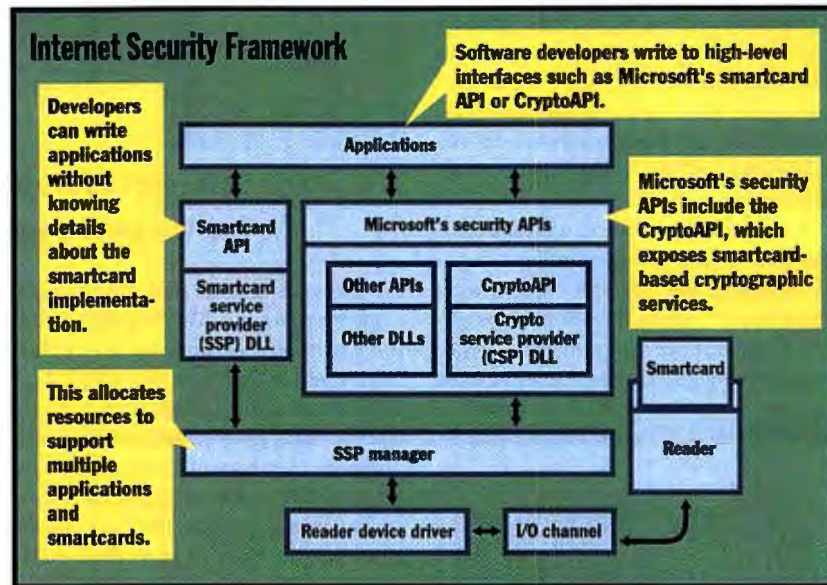 Internet Security Framework
Software developers write to high-level
interfaces such as Microsoft's smartcard
API or CryptoAPI.
Developers
can write
applications
without
knowing
details
about the
smartcard
implementa-
tion.
Applications
Smartcard
API
Smartcard
service
provider
(SSP) DLL
Microsoft's security APIs
Other APIs
Other DLLs
CryptoAPI
Crypto
service provider
(CSP) DLL
Microsoft's security
APIs include the
CryptoAPI, which
exposes smartcard-
based cryptographic
services.
Smartcard
Reader
This allocates
resources to
support
multiple
applications
and
smartcards.
SSP manager
Reader device driver
I/O channel